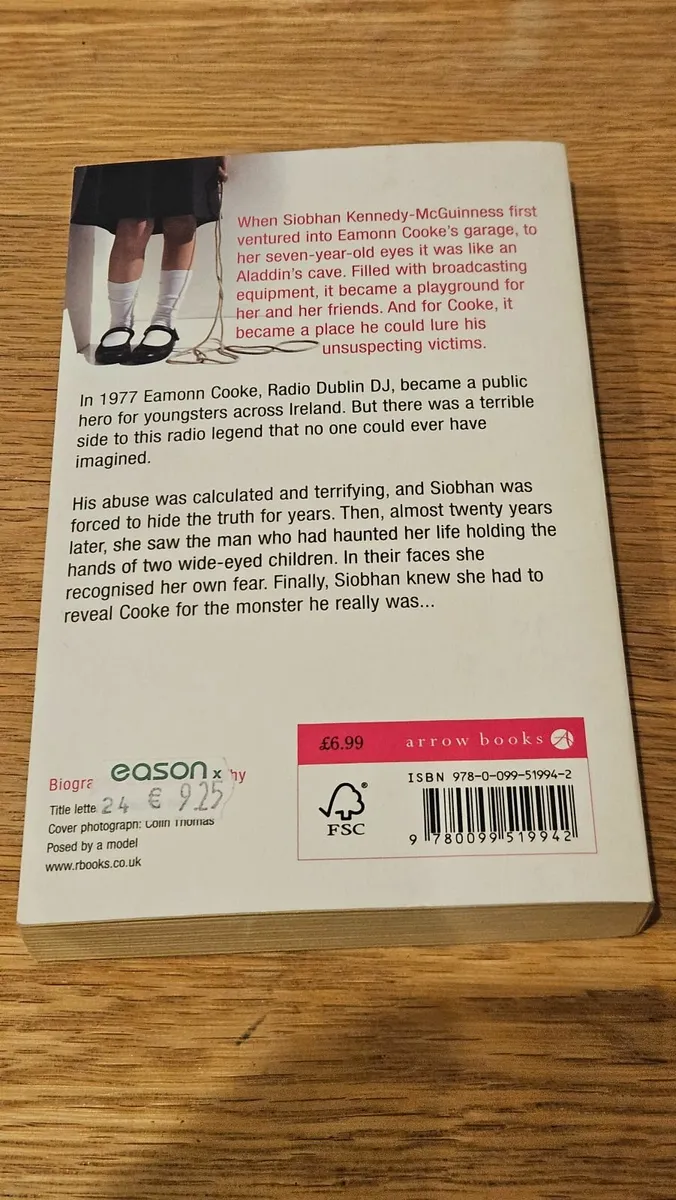 When Siobhan Kennedy-McGuinness first
ventured into Eamonn Cooke's garage, to
her seven-year-old eyes it was like an
Aladdin's cave. Filled with broadcasting
equipment, it became a playground for
her and her friends. And for Cooke, it
became a place he could lure his
unsuspecting victims.
In 1977 Eamonn Cooke, Radio Dublin DJ, became a public
hero for youngsters across Ireland. But there was a terrible
side to this radio legend that no one could ever have
imagined.
His abuse was calculated and terrifying, and Siobhan was
forced to hide the truth for years. Then, almost twenty years
later, she saw the man who had haunted her life holding the
hands of two wide-eyed children. In their faces she
recognised her own fear. Finally, Siobhan knew she had to
reveal Cooke for the monster he really was...
£6.99 arrow books
ISBN 978-0-099-51994-2
FSC
9 780099 519942
eason x
24 € 9.25
Title
Cover photograph: Colin Thomas
Posed by a model
www.rbooks.co.uk